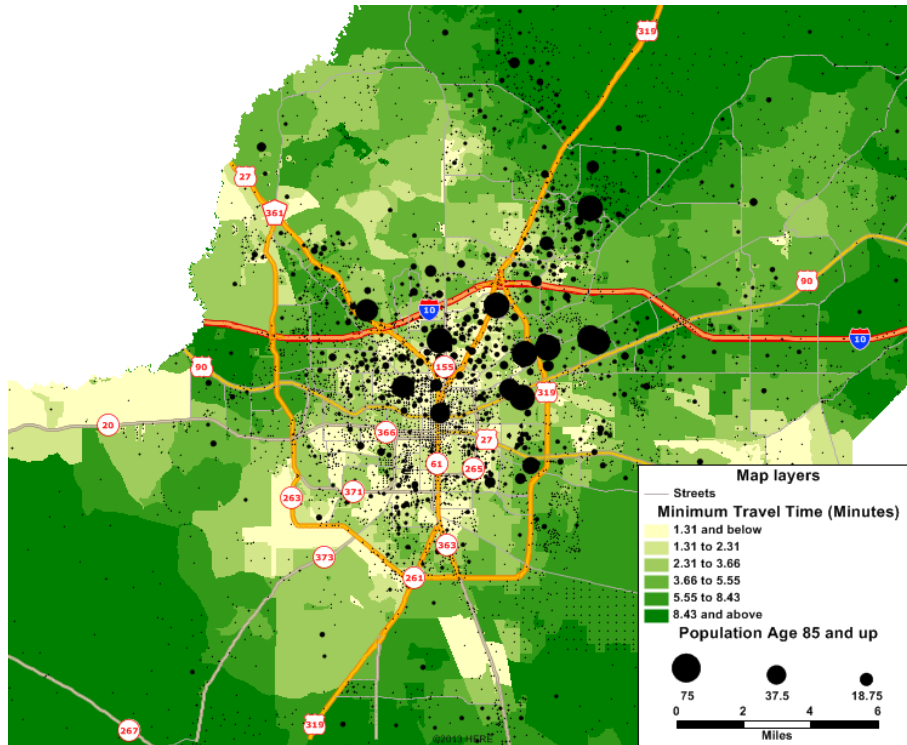 319
27
361
90
10
10
155
90
319
20
366
27
61
265
263
371
363
373
261
319
267
©2013 HERE
Map layers
Streets
Minimum Travel Time (Minutes)
1.31 and below
1.31 to 2.31
2.31 to 3.66
3.66 to 5.55
5.55 to 8.43
8.43 and above
Population Age 85 and up
75 37.5 18.75
0 2 4 6
Miles